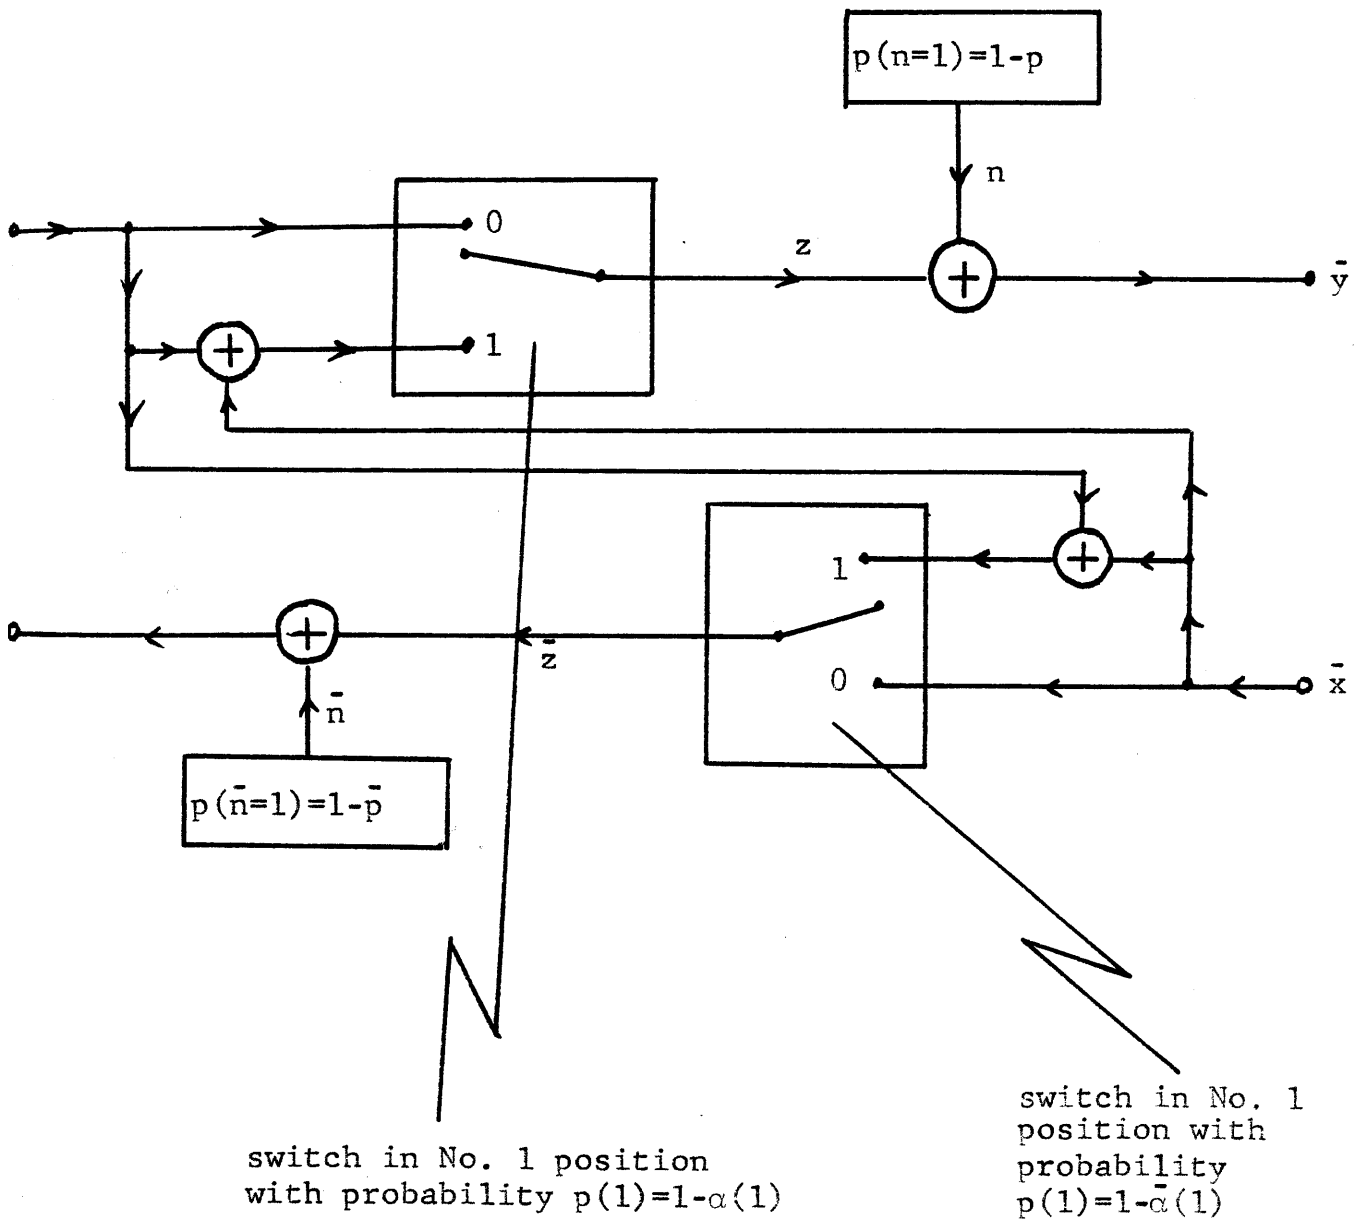 p(n=1)=1-p
n
0
z
+
ȳ
1
+
1
+
+
z̄
0
x̄
n̄
p(n̄=1)=1-p̄
switch in No. 1 position
with probability p(1)=1-α(1)
switch in No. 1
position with
probability
p(1)=1-ᾱ(1)